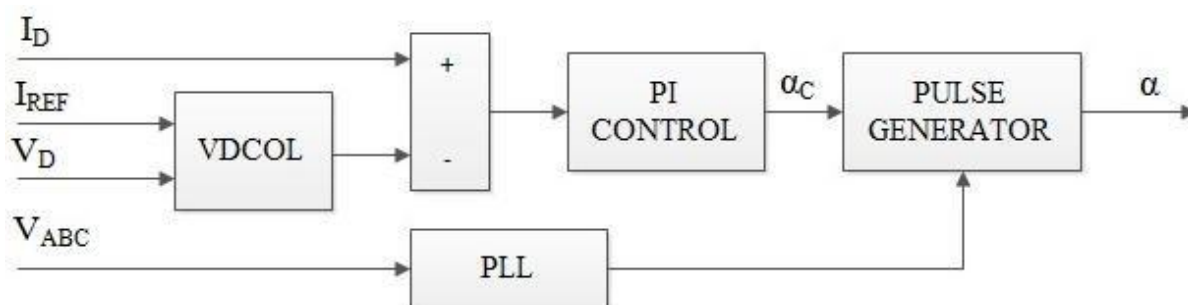 I_D
+
I_REF
VDCOL
V_D
-
PI
CONTROL
α_C
PULSE
GENERATOR
α
V_ABC
PLL